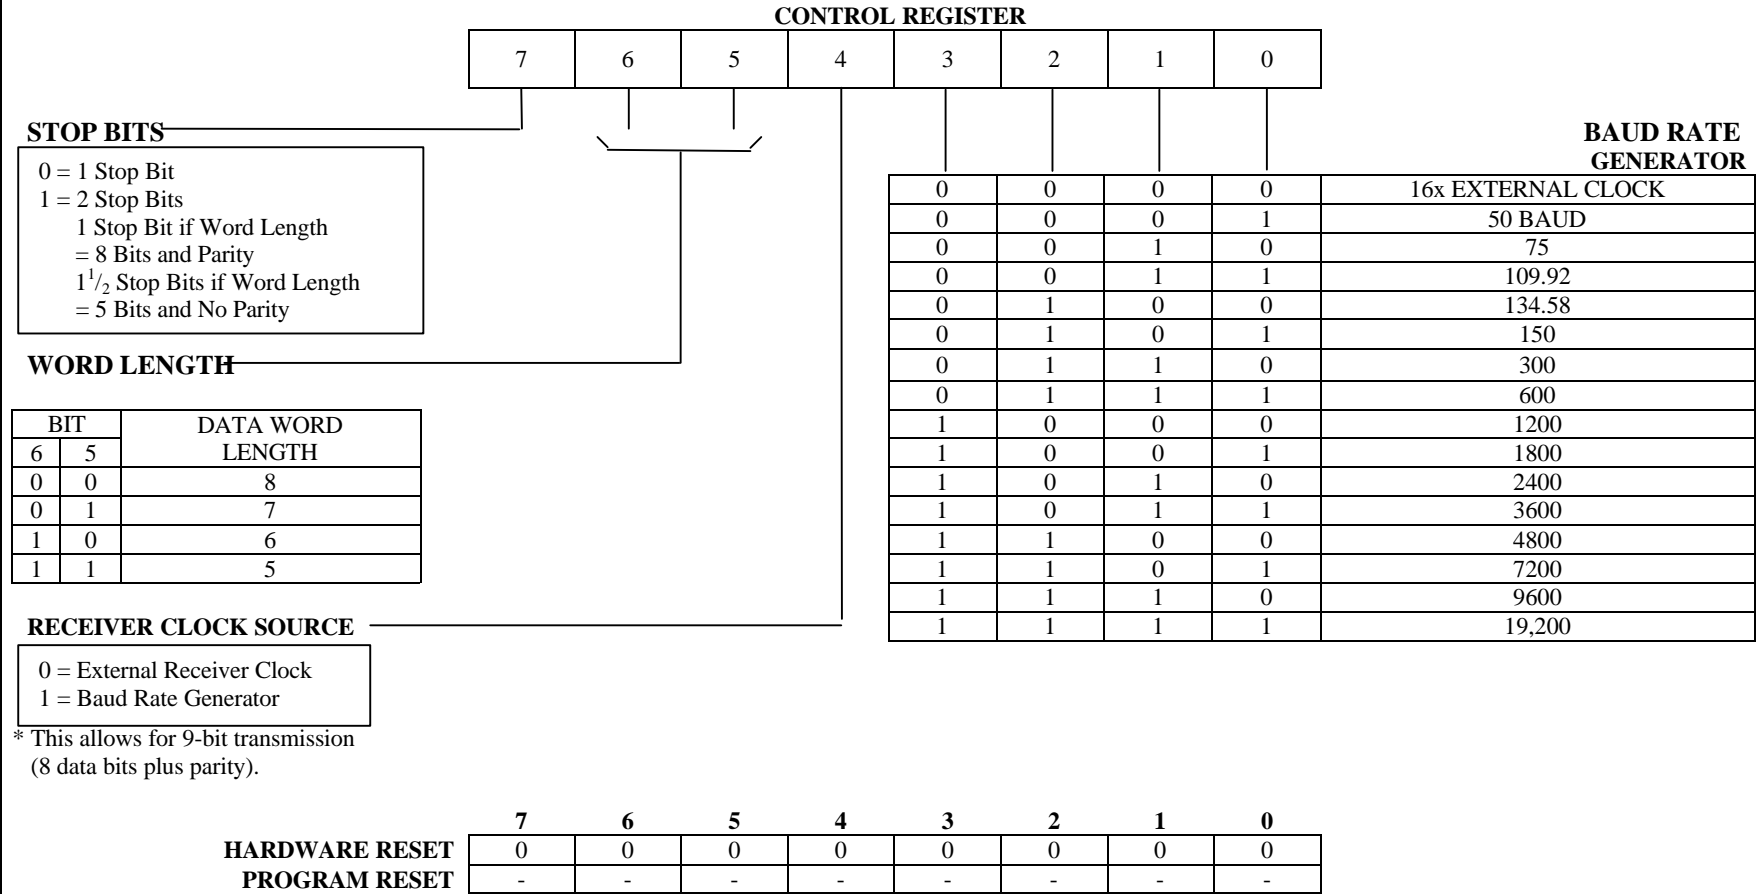 CONTROL REGISTER
7 6 5 4 3 2 1 0
STOP BITS
0 = 1 Stop Bit
1 = 2 Stop Bits
1 Stop Bit if Word Length
= 8 Bits and Parity
1 1/2 Stop Bits if Word Length
= 5 Bits and No Parity
WORD LENGTH
BIT DATA WORD
6 5 LENGTH
0 0 8
0 1 7
1 0 6
1 1 5
RECEIVER CLOCK SOURCE
0 = External Receiver Clock
1 = Baud Rate Generator
* This allows for 9-bit transmission
(8 data bits plus parity).
BAUD RATE
GENERATOR
0 0 0 0 16x EXTERNAL CLOCK
0 0 0 1 50 BAUD
0 0 1 0 75
0 0 1 1 109.92
0 1 0 0 134.58
0 1 0 1 150
0 1 1 0 300
0 1 1 1 600
1 0 0 0 1200
1 0 0 1 1800
1 0 1 0 2400
1 0 1 1 3600
1 1 0 0 4800
1 1 0 1 7200
1 1 1 0 9600
1 1 1 1 19,200
7 6 5 4 3 2 1 0
HARDWARE RESET 0 0 0 0 0 0 0 0
PROGRAM RESET - - - - - - - -